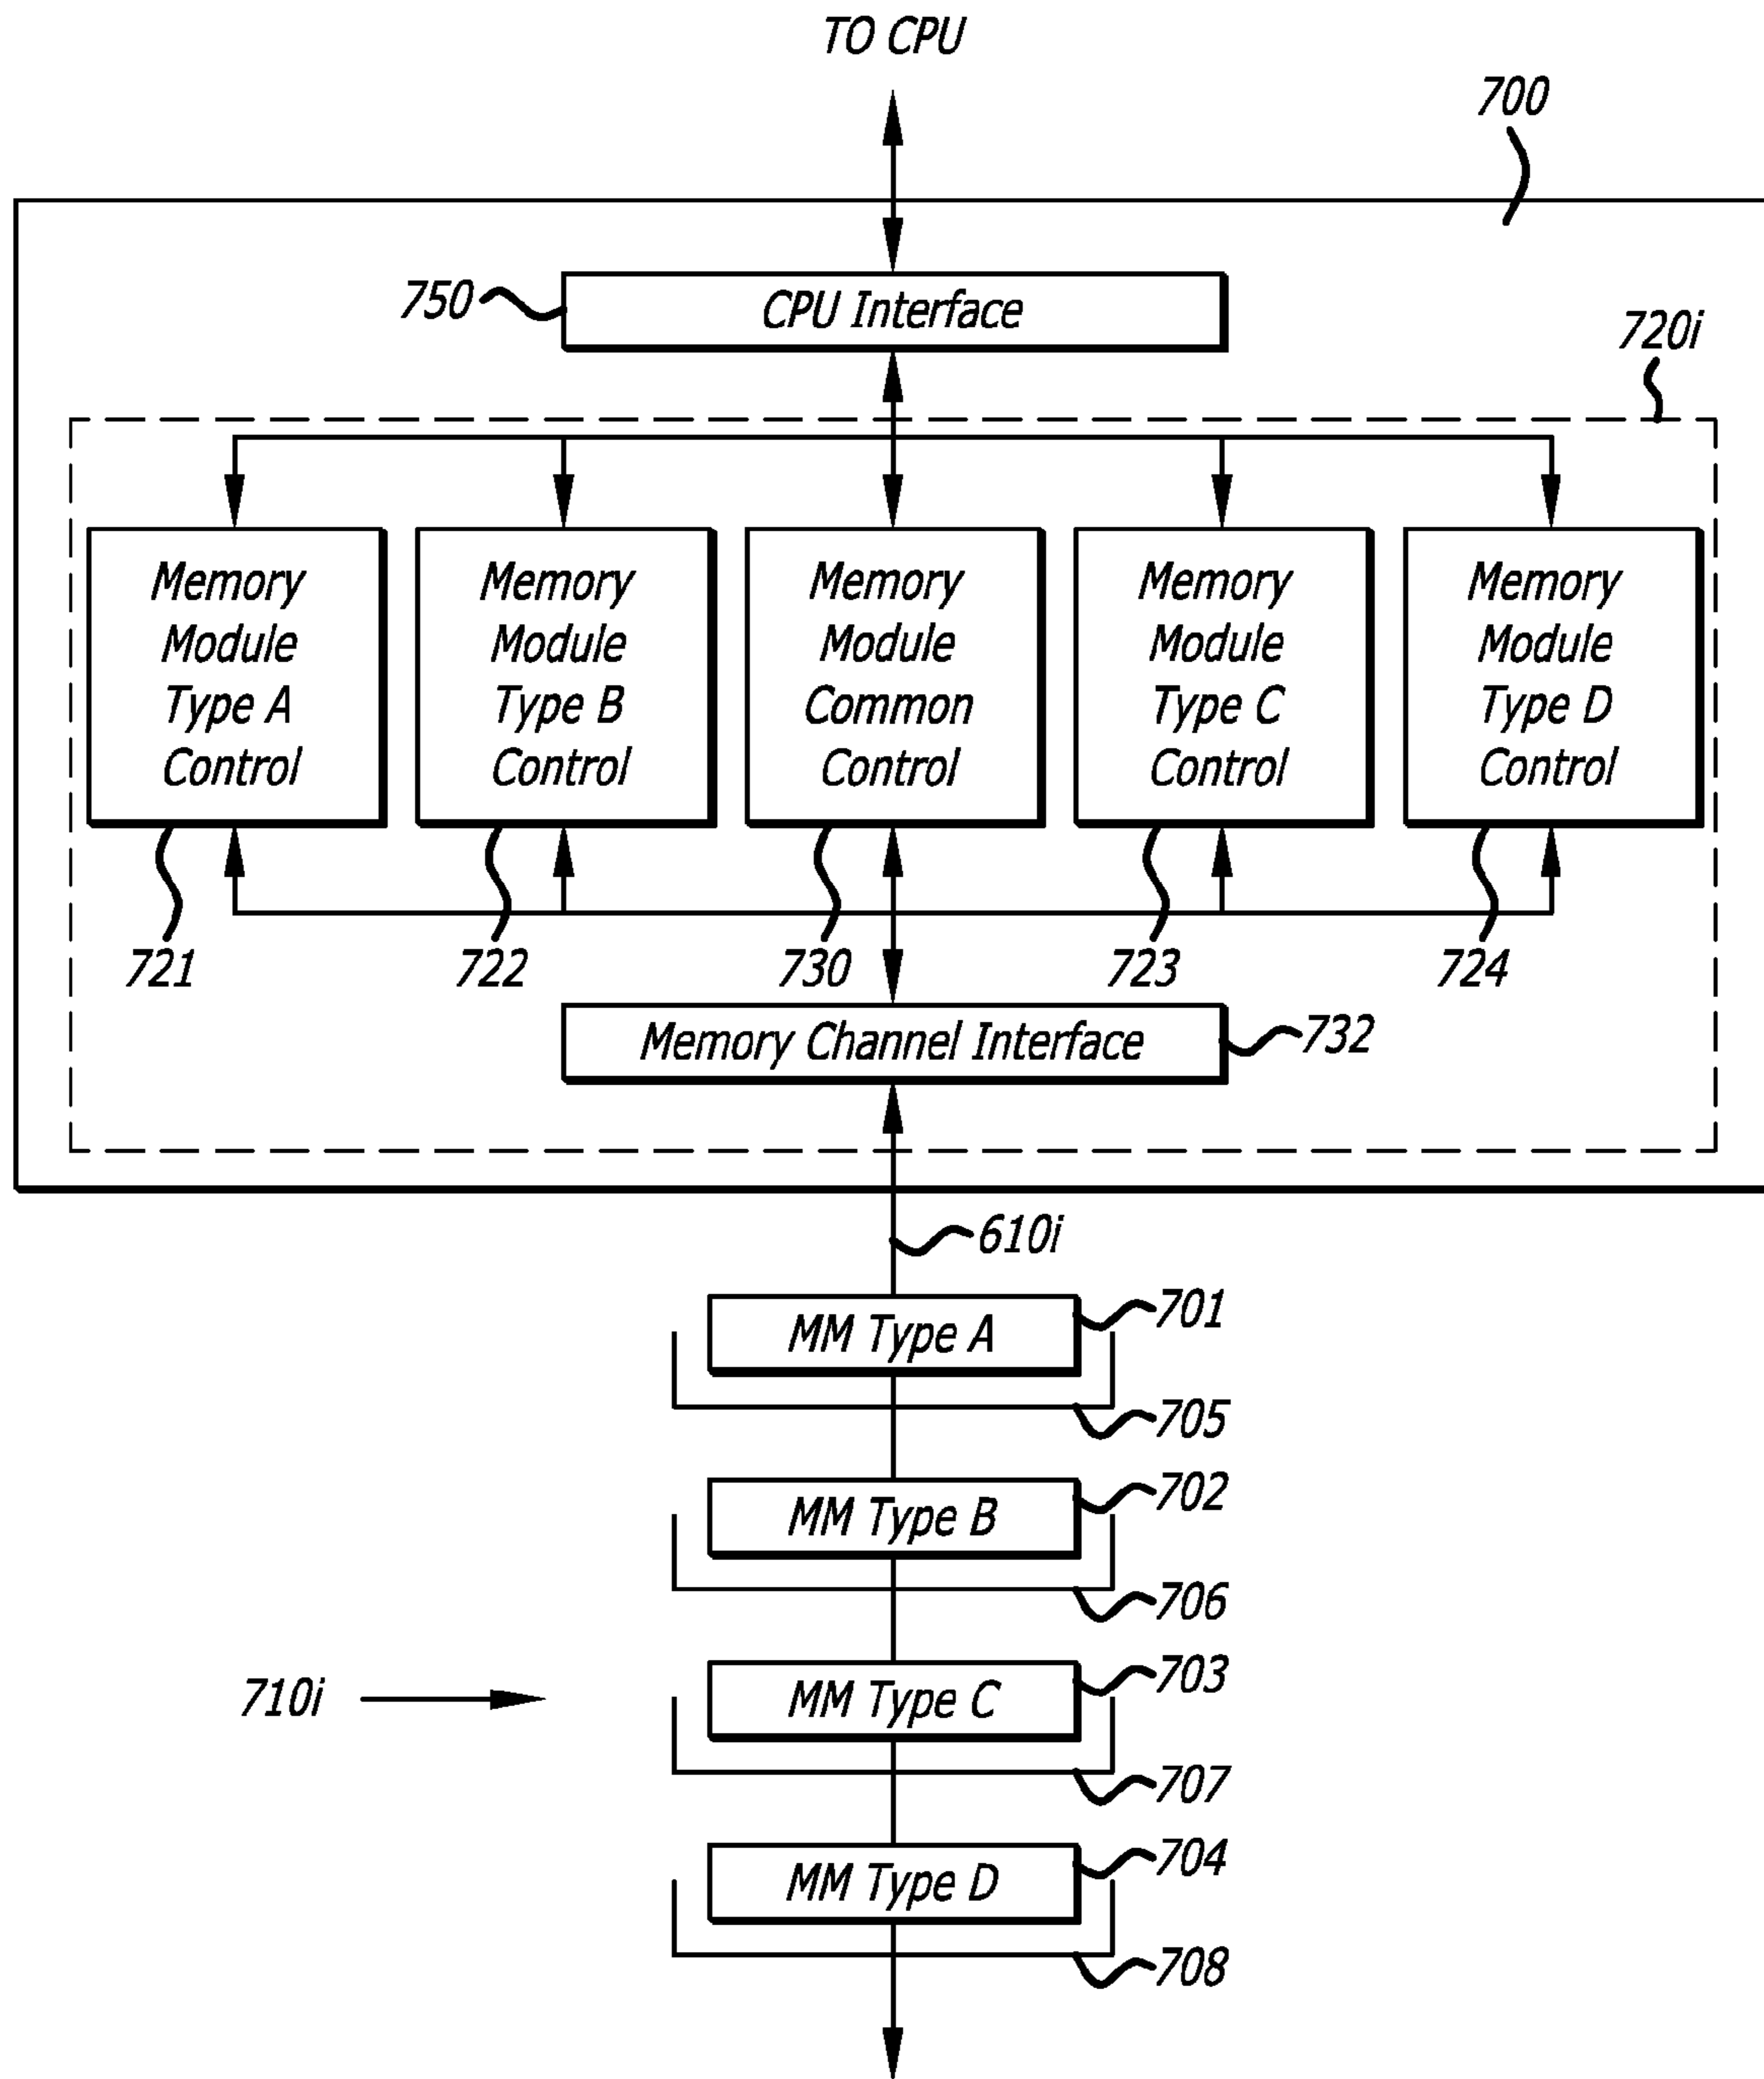 TO CPU
700
750
CPU Interface
720i
Memory
Module
Type A
Control
Memory
Module
Type B
Control
Memory
Module
Common
Control
Memory
Module
Type C
Control
Memory
Module
Type D
Control
721
722
730
723
724
Memory Channel Interface
732
610i
MM Type A
701
705
MM Type B
702
706
710i
MM Type C
703
707
MM Type D
704
708